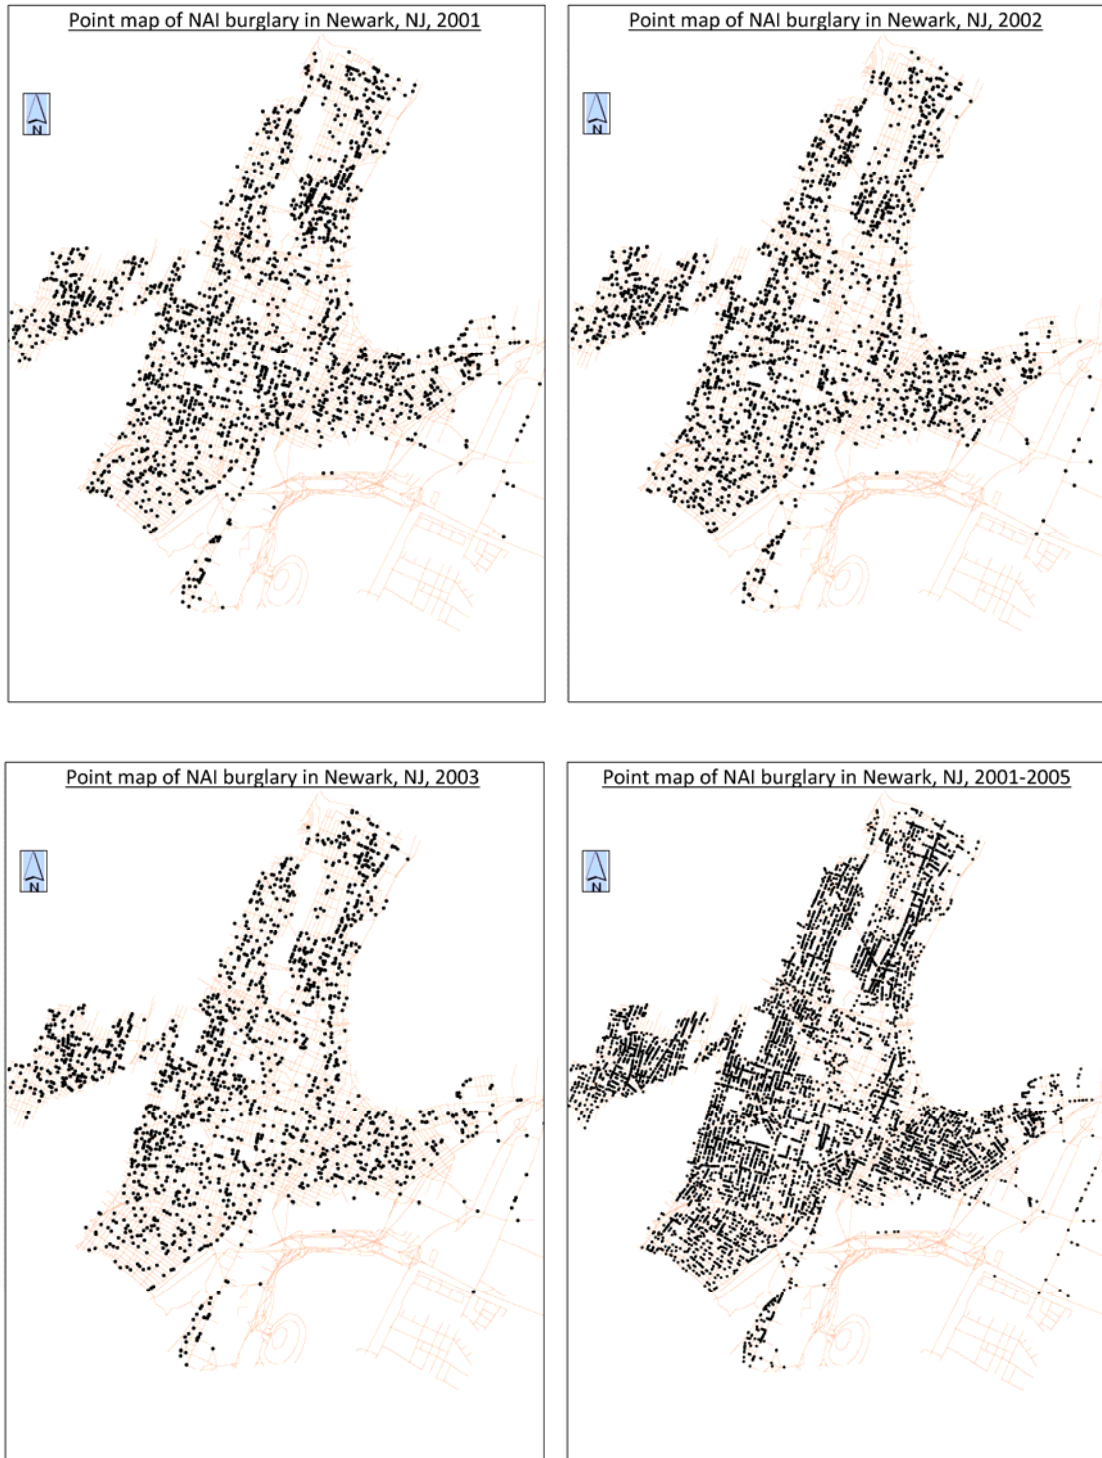 Point map of NAI burglary in Newark, NJ, 2001
Point map of NAI burglary in Newark, NJ, 2002
N
N
Point map of NAI burglary in Newark, NJ, 2003
Point map of NAI burglary in Newark, NJ, 2001-2005
N
N